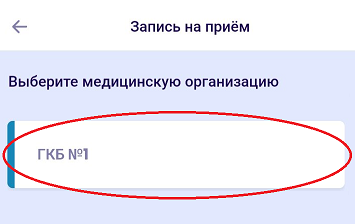 Запись на приём
Выберите медицинскую организацию
ГКБ №1